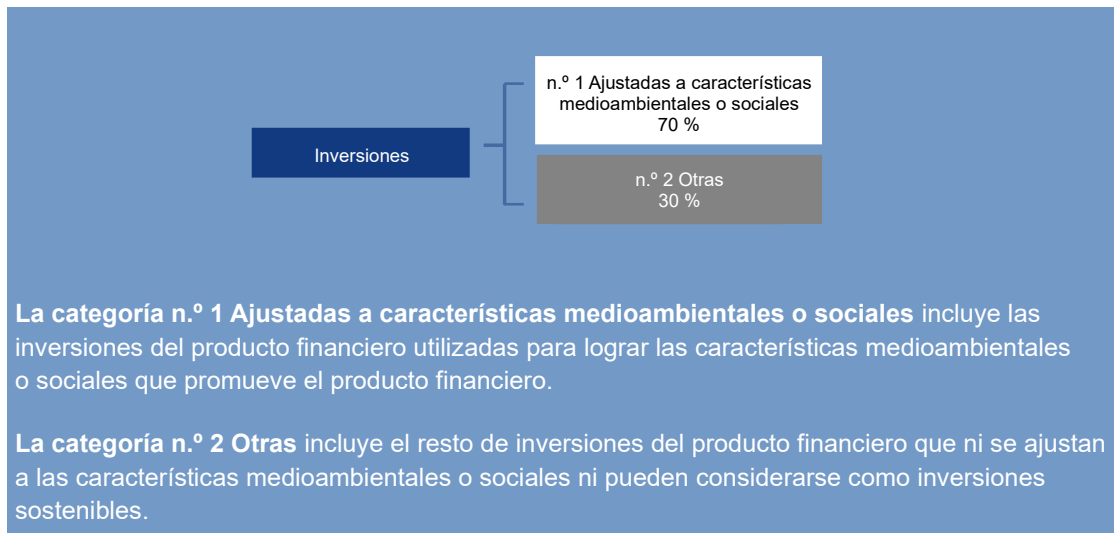 n.º 1 Ajustadas a características
medioambientales o sociales
70 %
Inversiones
n.º 2 Otras
30 %
La categoría n.º 1 Ajustadas a características medioambientales o sociales incluye las
inversiones del producto financiero utilizadas para lograr las características medioambientales
o sociales que promueve el producto financiero.
La categoría n.º 2 Otras incluye el resto de inversiones del producto financiero que ni se ajustan
a las características medioambientales o sociales ni pueden considerarse como inversiones
sostenibles.